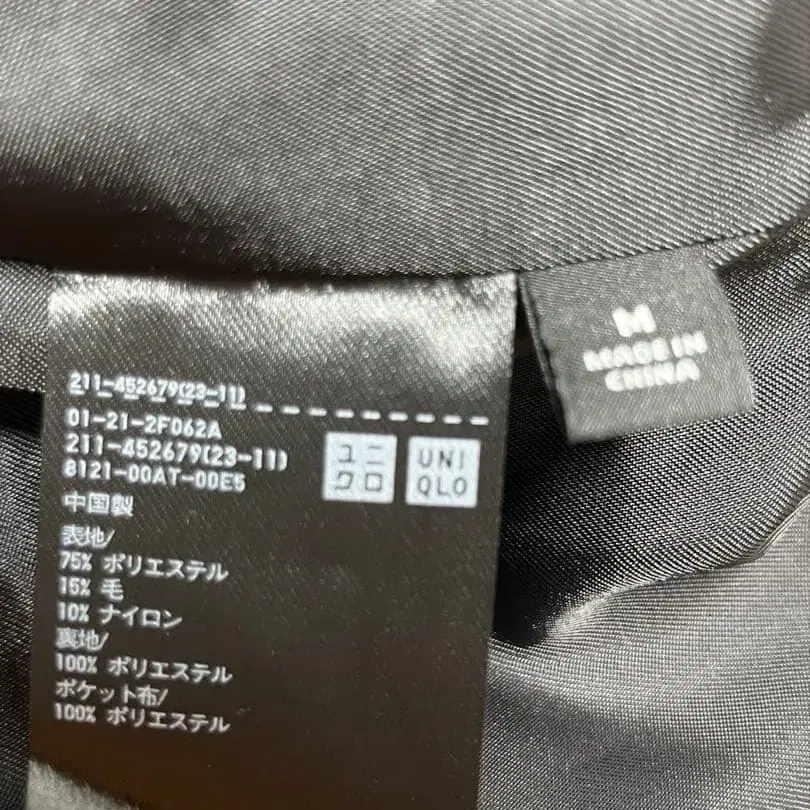 211-452679(23-11)
01-21-2F062A
211-452679(23-11)
8121-00AT-00E5
中国製
表地/
75% ポリエステル
15% 毛
10% ナイロン
裏地/
100% ポリエステル
ポケット布/
100% ポリエステル
ユニ
クロ
UNI
QLO
M
MADE IN
CHINA